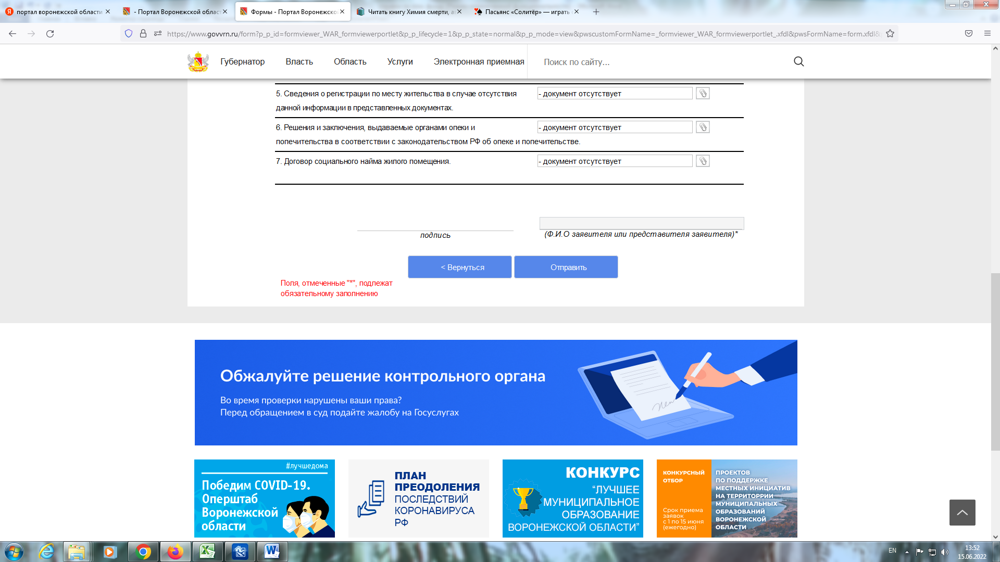 портал воронежской области
- Портал Воронежской облас
Формы - Портал Воронежског
Читать книгу Химия смерти, а
Пасьянс «Солитёр» — играть
https://www.govvrn.ru/form?p_p_id=formviewer_WAR_formviewerportlet&p_p_lifecycle=1&p_p_state=normal&p_p_mode=view&pwscustomFormName=_formviewer_WAR_formviewerportlet_.xfdl&pwsFormName=form.xfdl&
Губернатор Власть Область Услуги Электронная приемная Поиск по сайту...
5. Сведения о регистрации по месту жительства в случае отсутствия - документ отсутствует
данной информации в представленных документах.
6. Решения и заключения, выдаваемые органами опеки и - документ отсутствует
попечительства в соответствии с законодательством РФ об опеке и попечительстве.
7. Договор социального найма жилого помещения. - документ отсутствует
подпись (Ф.И.О заявителя или представителя заявителя)*
< Вернуться Отправить
Поля, отмеченные "*", подлежат
обязательному заполнению
Обжалуйте решение контрольного органа
Во время проверки нарушены ваши права?
Перед обращением в суд подайте жалобу на Госуслугах
#лучшедома
Победим COVID-19.
Оперштаб
Воронежской
области
ПЛАН
ПРЕОДОЛЕНИЯ
ПОСЛЕДСТВИЙ
КОРОНАВИРУСА
РФ
КОНКУРС
“ЛУЧШЕЕ
МУНИЦИПАЛЬНОЕ
ОБРАЗОВАНИЕ
ВОРОНЕЖСКОЙ ОБЛАСТИ”
КОНКУРСНЫЙ
ОТБОР
Срок приема
заявок
с 1 по 15 июня
(ежегодно)
ПРОЕКТОВ
ПО ПОДДЕРЖКЕ
МЕСТНЫХ ИНИЦИАТИВ
НА ТЕРРИТОРРИИ
МУНИЦИПАЛЬНЫХ
ОБРАЗОВАНИЙ
ВОРОНЕЖСКОЙ
ОБЛАСТИ
EN
13:52
15.06.2022